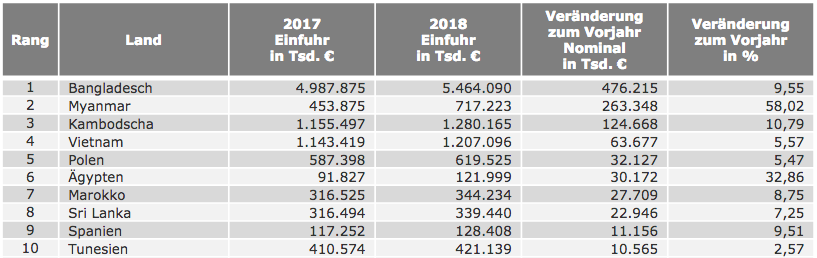 Rang Land 2017 Einfuhr in Tsd. € 2018 Einfuhr in Tsd. € Veränderung zum Vorjahr Nominal in Tsd. € Veränderung zum Vorjahr in %
1 Bangladesch 4.987.875 5.464.090 476.215 9,55
2 Myanmar 453.875 717.223 263.348 58,02
3 Kambodscha 1.155.497 1.280.165 124.668 10,79
4 Vietnam 1.143.419 1.207.096 63.677 5,57
5 Polen 587.398 619.525 32.127 5,47
6 Ägypten 91.827 121.999 30.172 32,86
7 Marokko 316.525 344.234 27.709 8,75
8 Sri Lanka 316.494 339.440 22.946 7,25
9 Spanien 117.252 128.408 11.156 9,51
10 Tunesien 410.574 421.139 10.565 2,57